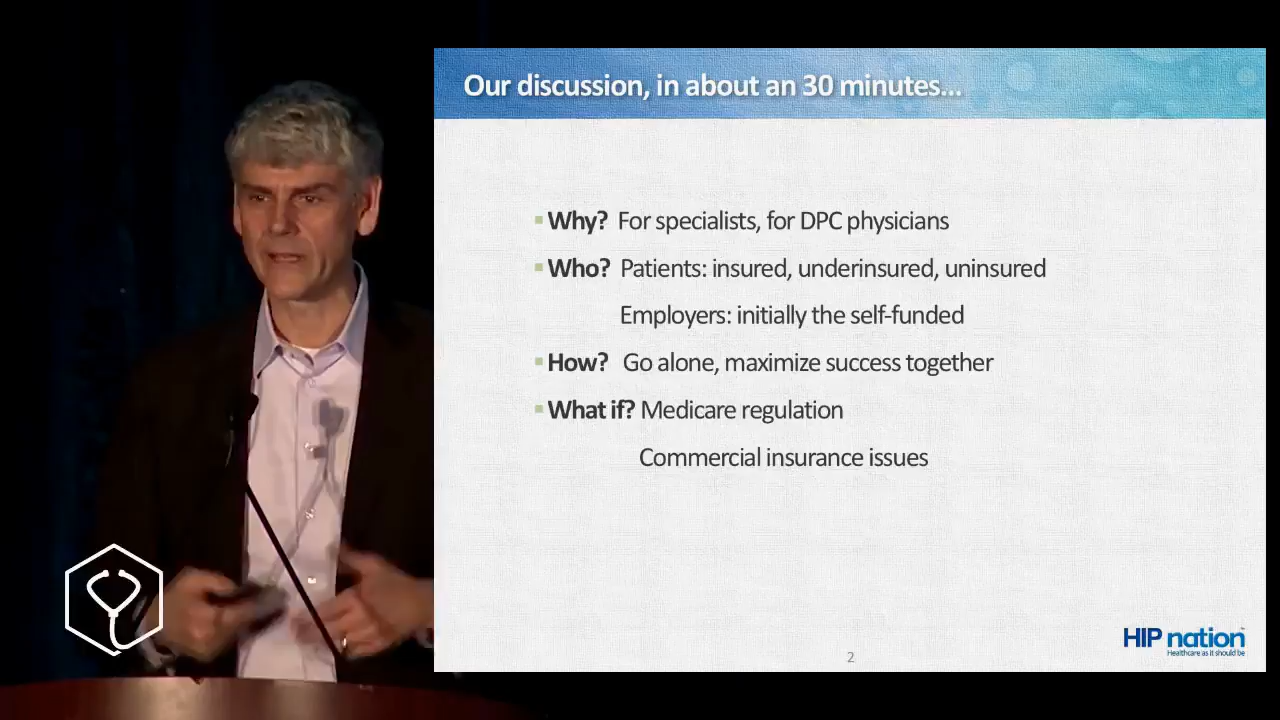 Our discussion, in about an 30 minutes...
Why? For specialists, for DPC physicians
Who? Patients: insured, underinsured, uninsured
Employers: initially the self-funded
How? Go alone, maximize success together
What if? Medicare regulation
Commercial insurance issues
HIP nation
Healthcare as it should be
2